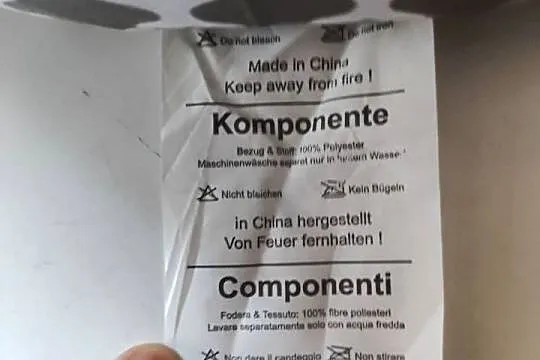 Do not bleach Do not iron
Made in China
Keep away from fire !
Komponente
Bezug & Stoff: 100% Polyester
Maschinenwäsche separet nur in Wasser
Nicht bleichen Kein Bügeln
in China hergestellt
Von Feuer fernhalten !
Componenti
Fodera & Tessuto: 100% fibre poliesteri
Lavare separatamente solo con acqua fredda
Non dare il candeggio Non stirare